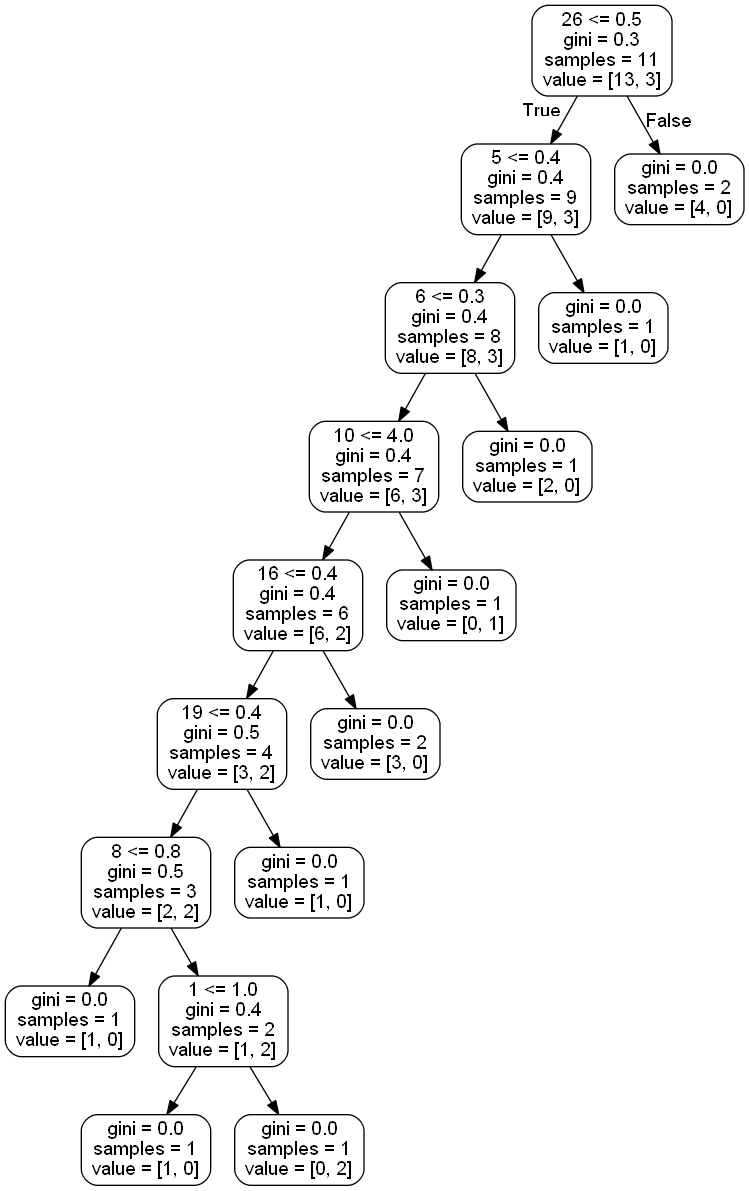 26 <= 0.5
gini = 0.3
samples = 11
value = [13, 3]
True
False
5 <= 0.4
gini = 0.4
samples = 9
value = [9, 3]
gini = 0.0
samples = 2
value = [4, 0]
6 <= 0.3
gini = 0.4
samples = 8
value = [8, 3]
gini = 0.0
samples = 1
value = [1, 0]
10 <= 4.0
gini = 0.4
samples = 7
value = [6, 3]
gini = 0.0
samples = 1
value = [2, 0]
16 <= 0.4
gini = 0.4
samples = 6
value = [6, 2]
gini = 0.0
samples = 1
value = [0, 1]
19 <= 0.4
gini = 0.5
samples = 4
value = [3, 2]
gini = 0.0
samples = 2
value = [3, 0]
8 <= 0.8
gini = 0.5
samples = 3
value = [2, 2]
gini = 0.0
samples = 1
value = [1, 0]
gini = 0.0
samples = 1
value = [1, 0]
1 <= 1.0
gini = 0.4
samples = 2
value = [1, 2]
gini = 0.0
samples = 1
value = [1, 0]
gini = 0.0
samples = 1
value = [0, 2]